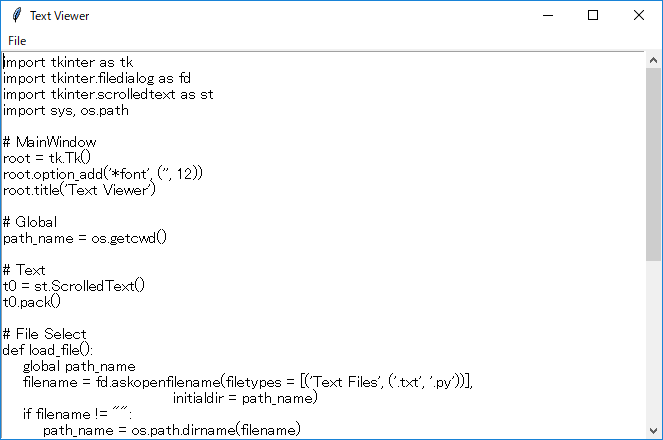 Text Viewer
File
import tkinter as tk
import tkinter.filedialog as fd
import tkinter.scrolledtext as st
import sys, os.path

# MainWindow
root = tk.Tk()
root.option_add('*font', ('', 12))
root.title('Text Viewer')

# Global
path_name = os.getcwd()

# Text
t0 = st.ScrolledText()
t0.pack()

# File Select
def load_file():
    global path_name
    filename = fd.askopenfilename(filetypes = [('Text Files', ('.txt', '.py'))],
                                  initialdir = path_name)
    if filename != "":
        path_name = os.path.dirname(filename)